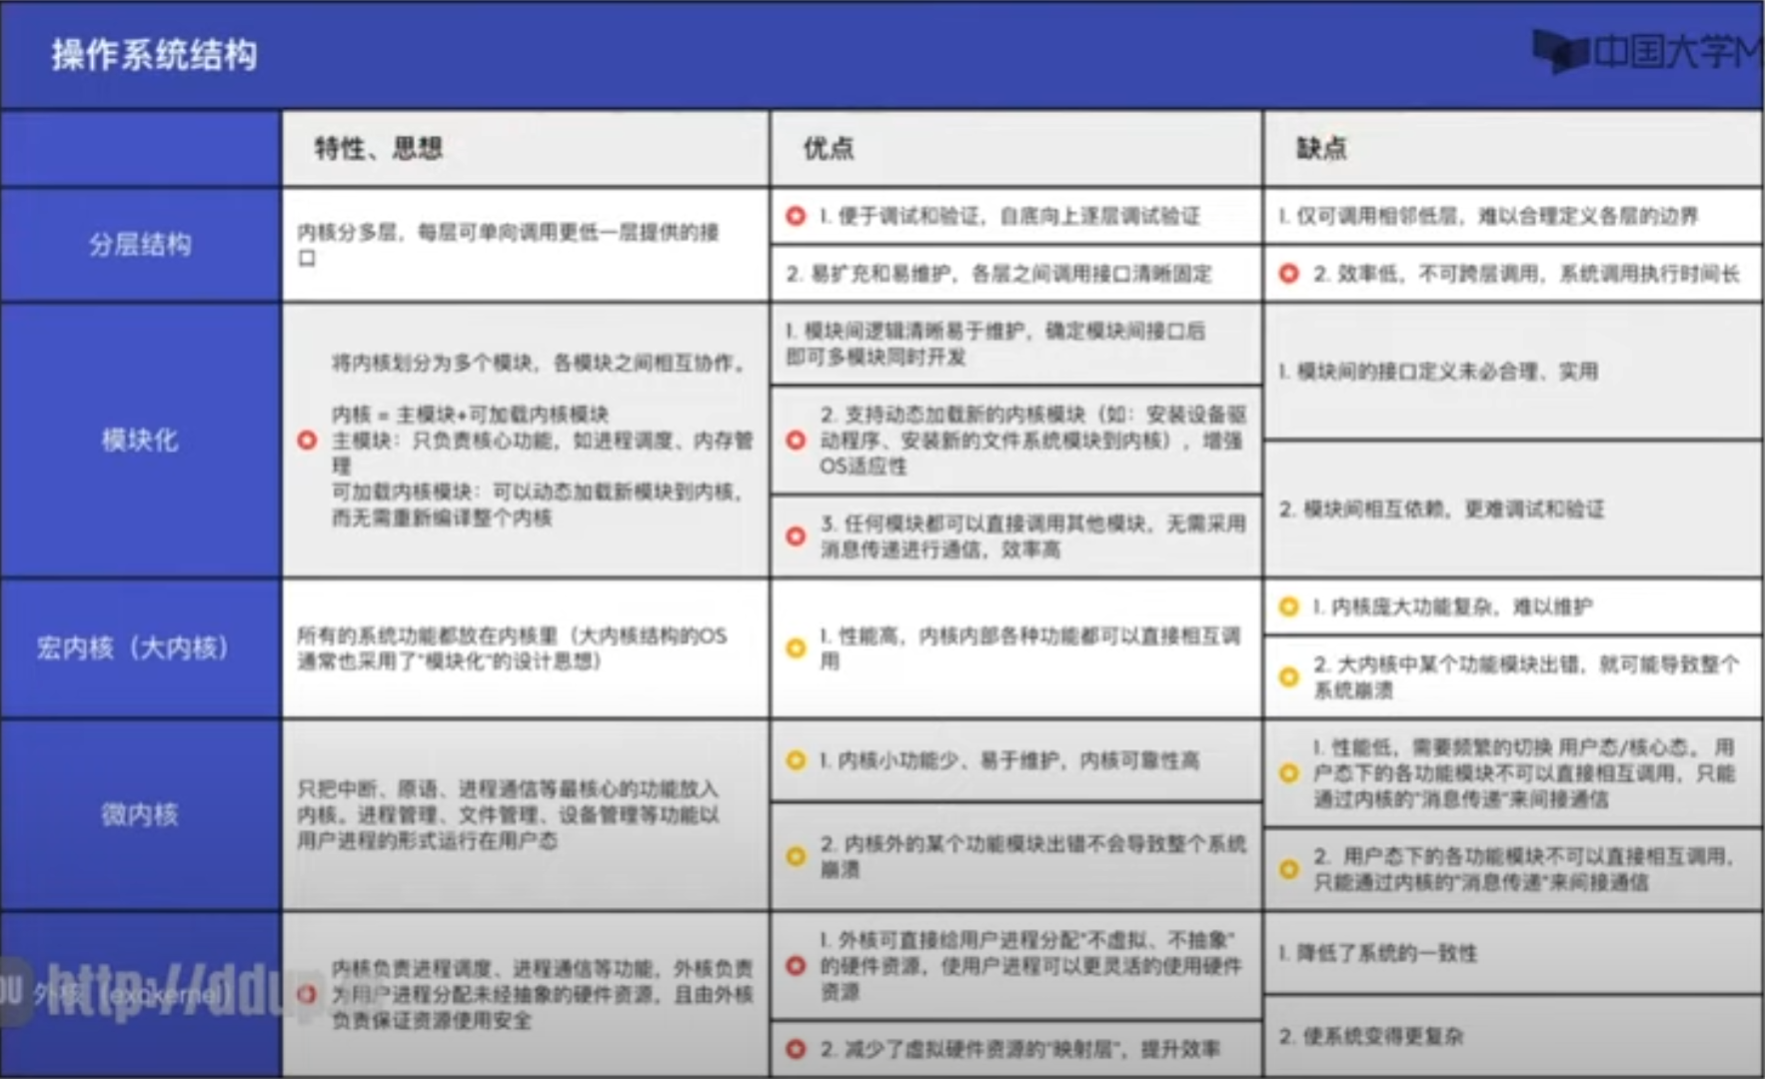 操作系统结构
中国大学M
特性、思想
优点
缺点
分层结构
内核分多层，每层可单向调用更低一层提供的接
口
1. 便于调试和验证，自底向上逐层调试验证
2. 易扩充和易维护，各层之间调用接口清晰固定
1. 仅可调用相邻低层，难以合理定义各层的边界
2. 效率低，不可跨层调用，系统调用执行时间长
模块化
将内核划分为多个模块，各模块之间相互协作。
内核 = 主模块+可加载内核模块
主模块：只负责核心功能，如进程调度、内存管
理
可加载内核模块：可以动态加载新模块到内核，
而无需重新编译整个内核
1. 模块间逻辑清晰易于维护，确定模块间接口后
即可多模块同时开发
2. 支持动态加载新的内核模块（如：安装设备驱
动程序、安装新的文件系统模块到内核），增强
OS适应性
3. 任何模块都可以直接调用其他模块，无需采用
消息传递进行通信，效率高
1. 模块间的接口定义未必合理、实用
2. 模块间相互依赖，更难调试和验证
宏内核（大内核）
所有的系统功能都放在内核里（大内核结构的OS
通常也采用了“模块化”的设计思想）
1. 性能高，内核内部各种功能都可以直接相互调
用
1. 内核庞大功能复杂，难以维护
2. 大内核中某个功能模块出错，就可能导致整个
系统崩溃
微内核
只把中断、原语、进程通信等最核心的功能放入
内核。进程管理、文件管理、设备管理等功能以
用户进程的形式运行在用户态
1. 内核小功能少、易于维护，内核可靠性高
2. 内核外的某个功能模块出错不会导致整个系统
崩溃
1. 性能低，需要频繁的切换 用户态/核心态。用
户态下的各功能模块不可以直接相互调用，只能
通过内核的“消息传递”来间接通信
2. 用户态下的各功能模块不可以直接相互调用，
只能通过内核的“消息传递”来间接通信
外核（exokernel）
http://ddup
内核负责进程调度、进程通信等功能，外核负责
为用户进程分配未经抽象的硬件资源，且由外核
负责保证资源使用安全
1. 外核可直接给用户进程分配“不虚拟、不抽象”
的硬件资源，使用户进程可以更灵活的使用硬件
资源
2. 减少了虚拟硬件资源的“映射层”，提升效率
1. 降低了系统的一致性
2. 使系统变得更复杂